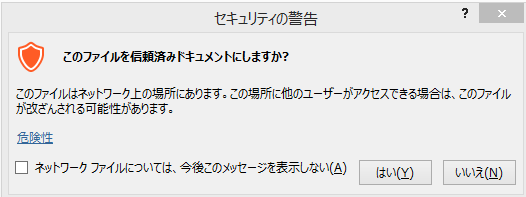 セキュリティの警告
? ×
このファイルを信頼済みドキュメントにしますか?
このファイルはネットワーク上の場所にあります。この場所に他のユーザーがアクセスできる場合は、このファイル
が改ざんされる可能性があります。
危険性
ネットワーク ファイルについては、今後このメッセージを表示しない(A)
はい(Y)
いいえ(N)